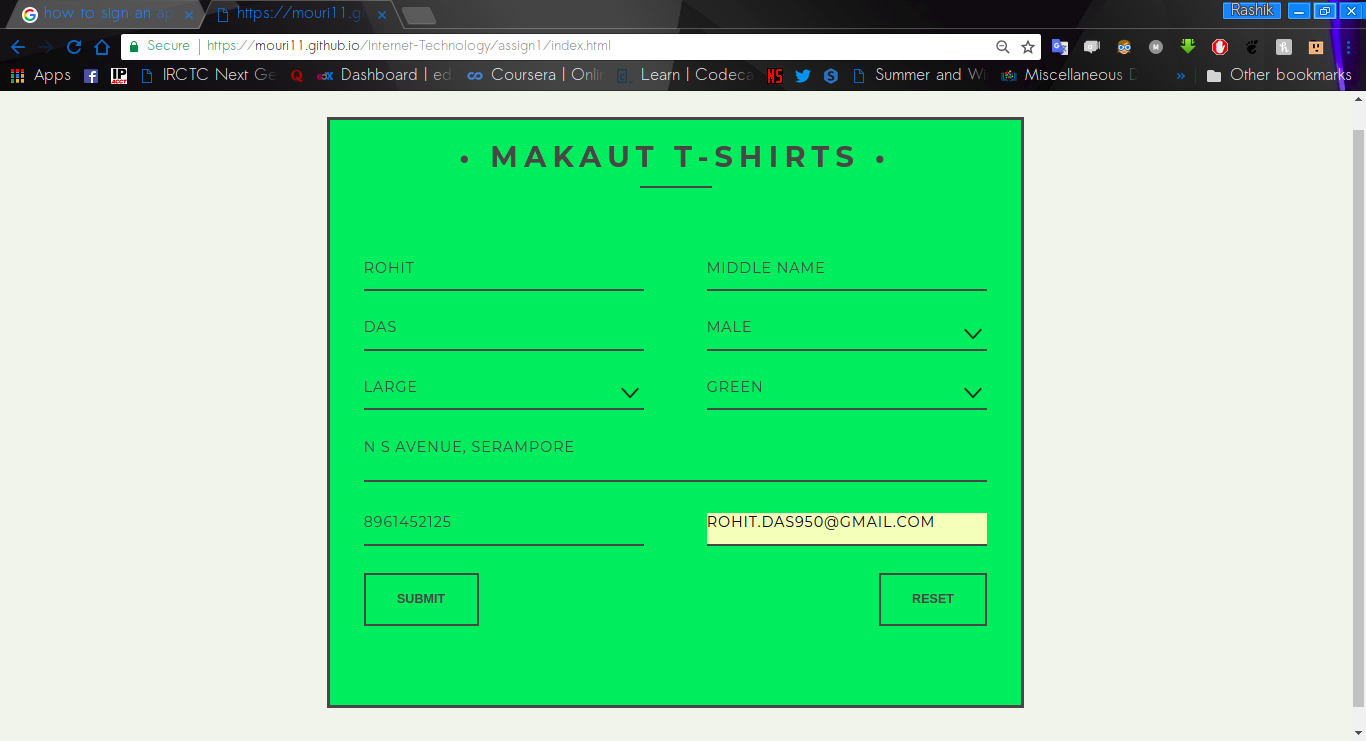 how to sign an ap
https://mouri11.gi
Rashik
Secure
https://mouri11.github.io/Internet-Technology/assign1/index.html
Apps
IRCTC Next Ge
Dashboard | ed
Coursera | Onli
Learn | Codeca
NS
Summer and Wi
Miscellaneous D
» Other bookmarks
• MAKAUT T-SHIRTS •
ROHIT
MIDDLE NAME
DAS
MALE
LARGE
GREEN
N S AVENUE, SERAMPORE
8961452125
ROHIT.DAS950@GMAIL.COM
SUBMIT
RESET